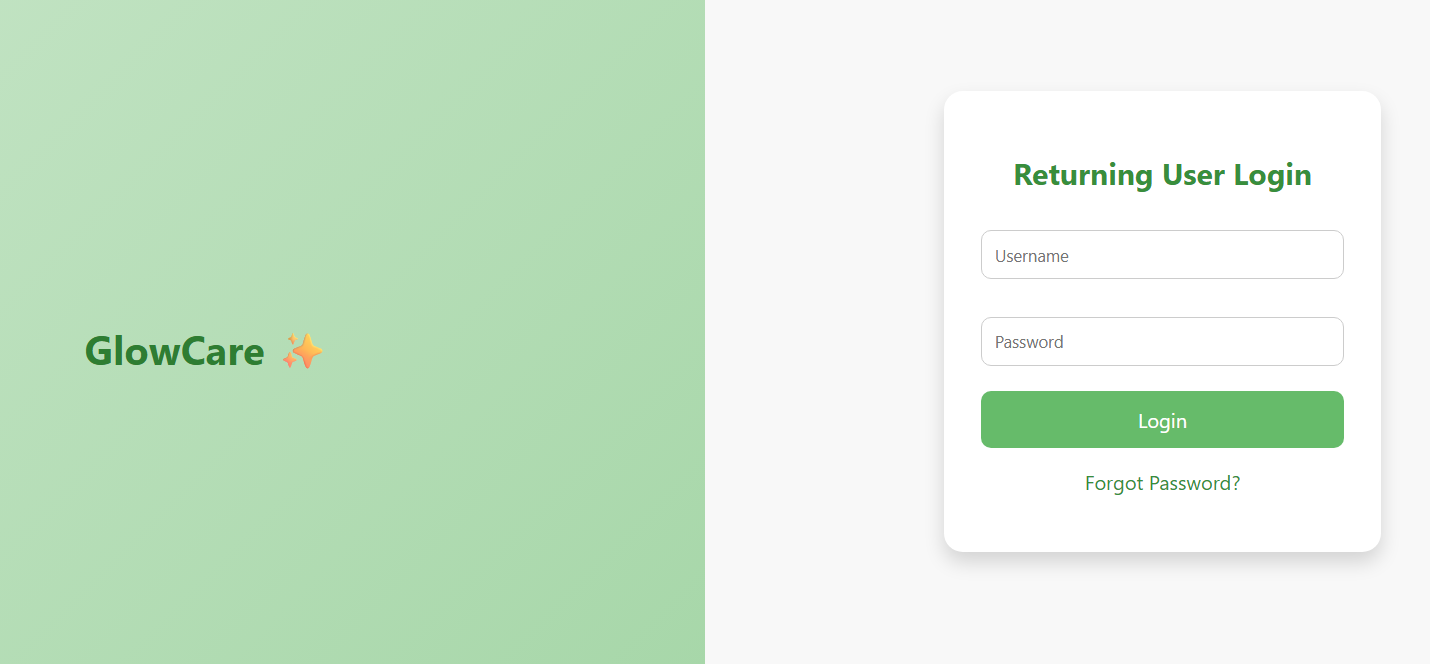 GlowCare ✨
Returning User Login
Username
Password
Login
Forgot Password?